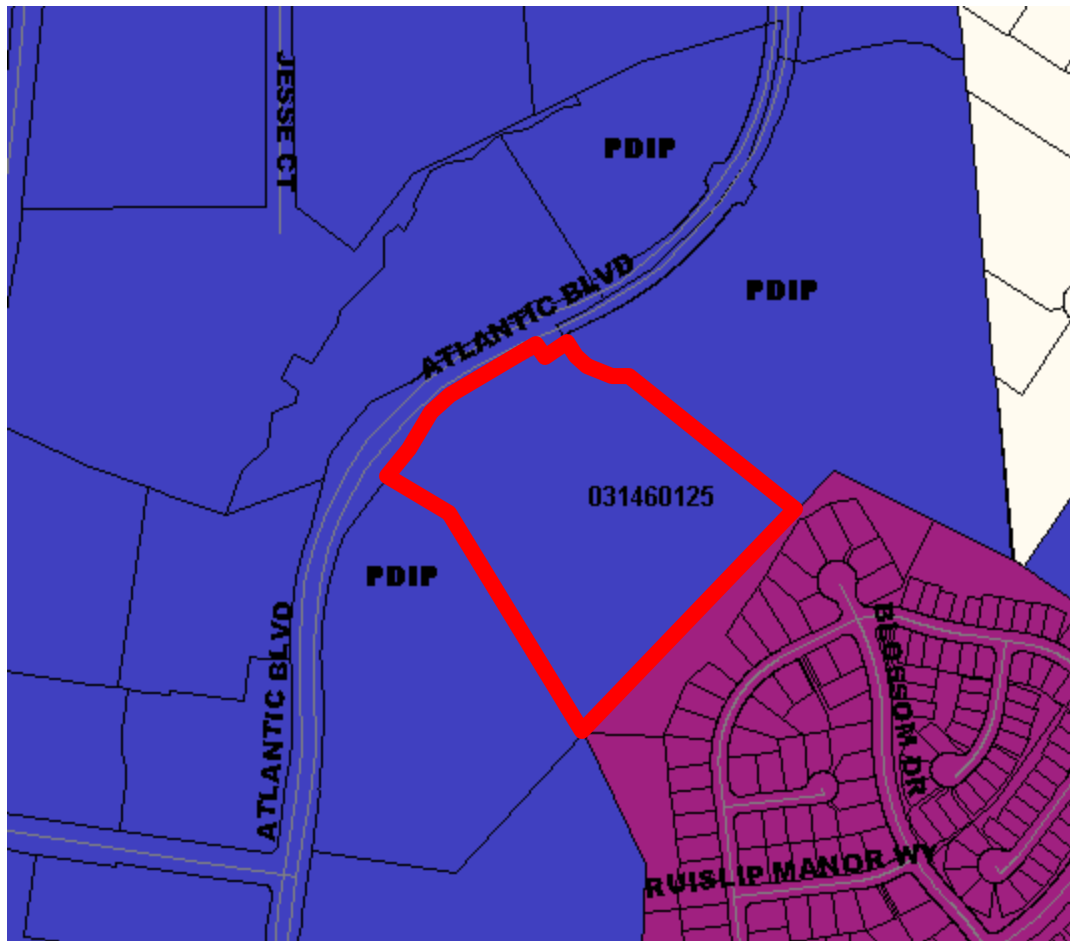 JESSE CT
PDIP
ATLANTIC BLVD
PDIP
031460125
PDIP
ATLANTIC BLVD
BLOSSOM DR
RUISLIP MANOR WY